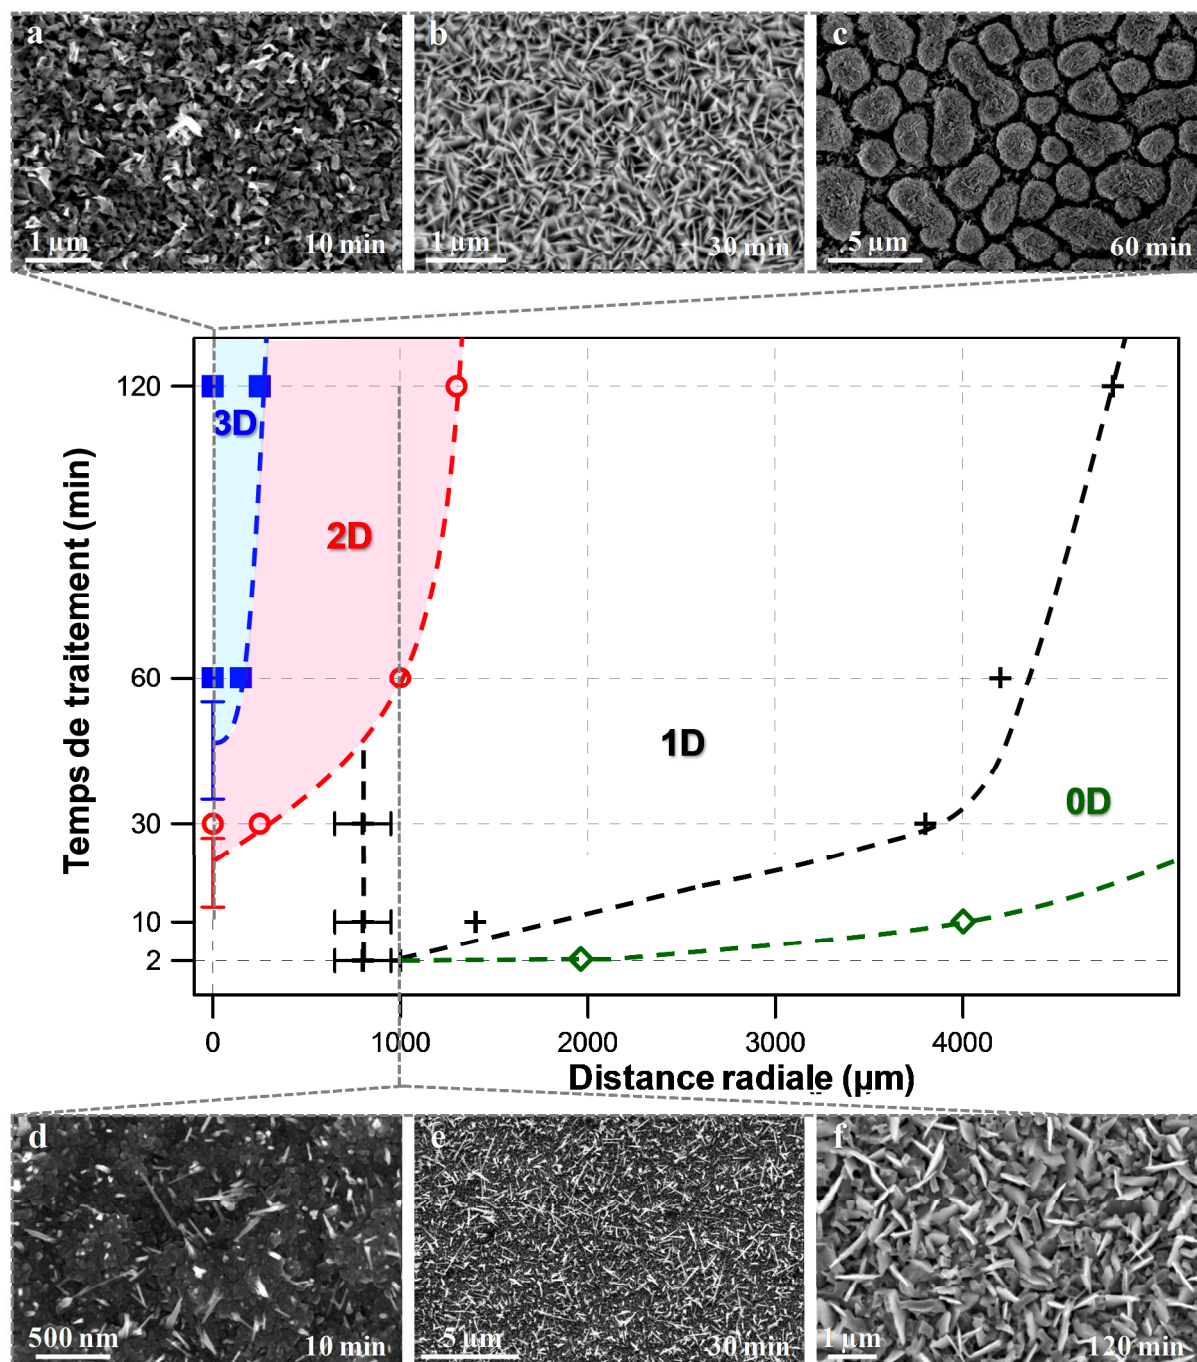 a
1 µm
10 min
b
1 µm
30 min
c
5 µm
60 min
120
60
30
10
2
Temps de traitement (min)
3D
2D
1D
0D
0
1000
2000
3000
4000
Distance radiale (µm)
d
500 nm
10 min
e
5 µm
30 min
f
1 µm
120 min